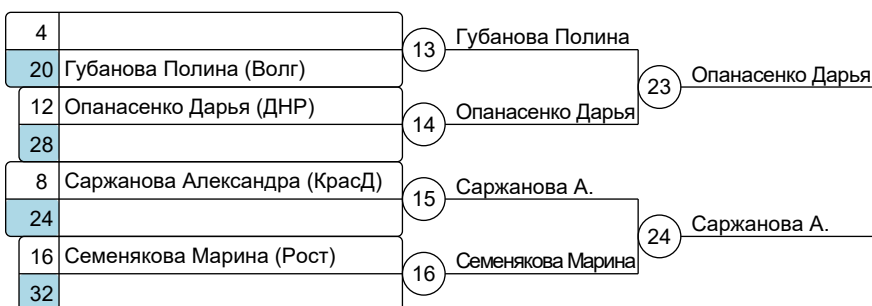 4
13 Губанова Полина
20 Губанова Полина (Волг)
23 Опанасенко Дарья
12 Опанасенко Дарья (ДНР)
14 Опанасенко Дарья
28
8 Саржанова Александра (КрасД)
15 Саржанова А.
24
24 Саржанова А.
16 Семенякова Марина (Рост)
16 Семенякова Марина
32